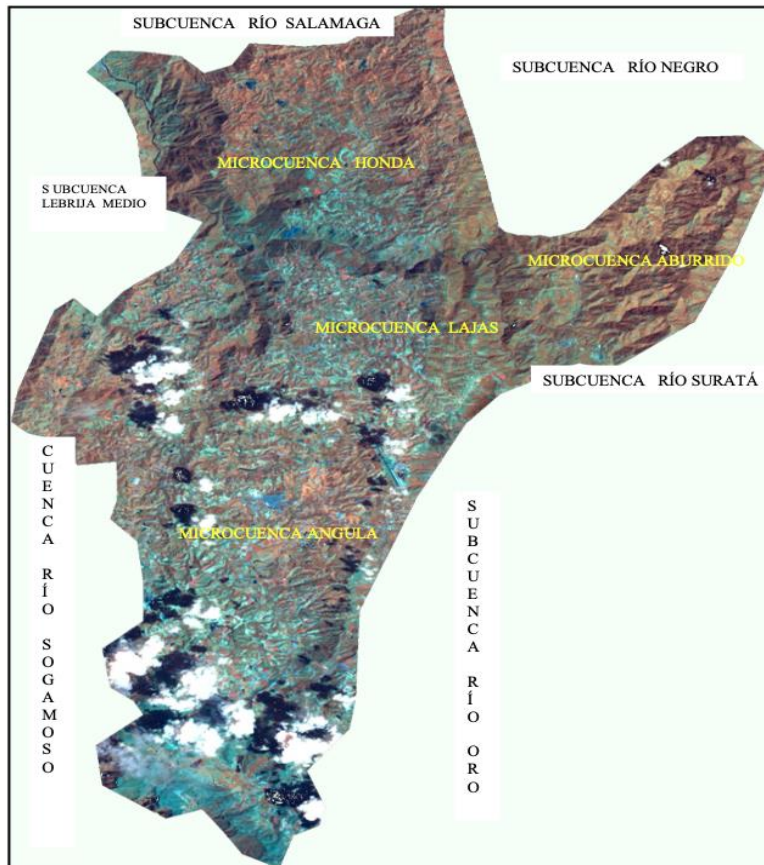 SUBCUENCA RÍO SALAMAGA
SUBCUENCA RÍO NEGRO
MICROCUENCA HONDA
S UBCUENCA
LEBRIJA MEDIO
MICROCUENCA ABURRIDO
MICROCUENCA LAJAS
SUBCUENCA RÍO SURATÁ
CUENCA RÍO SOGAMOSO
MICROCUENCA ANGULA
SUBCUENCA RÍO ORO